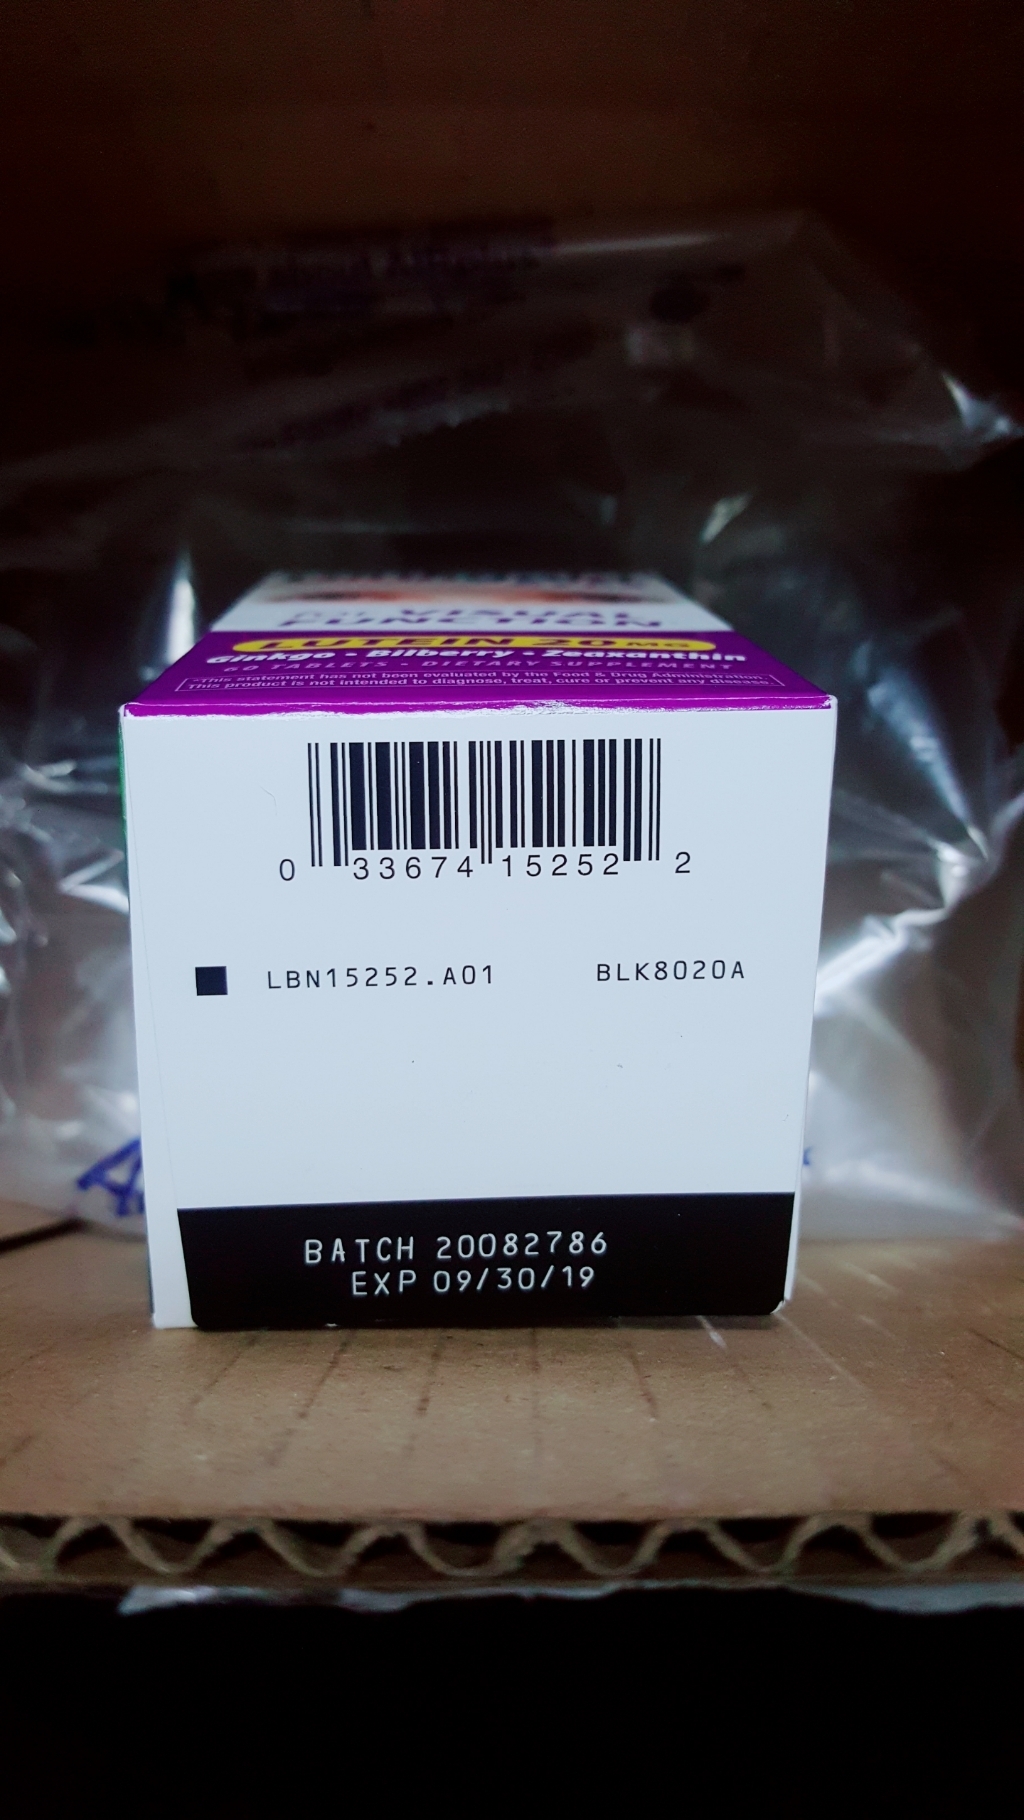 VISUAL
FUNCTION
LUTEIN 20MG
Ginkgo • Bilberry • Zeaxanthin
60 TABLETS • DIETARY SUPPLEMENT
*This statement has not been evaluated by the Food & Drug Administration.
This product is not intended to diagnose, treat, cure or prevent any disease.
0 33674 15252 2
LBN15252.A01 BLK8020A
BATCH 20082786
EXP 09/30/19